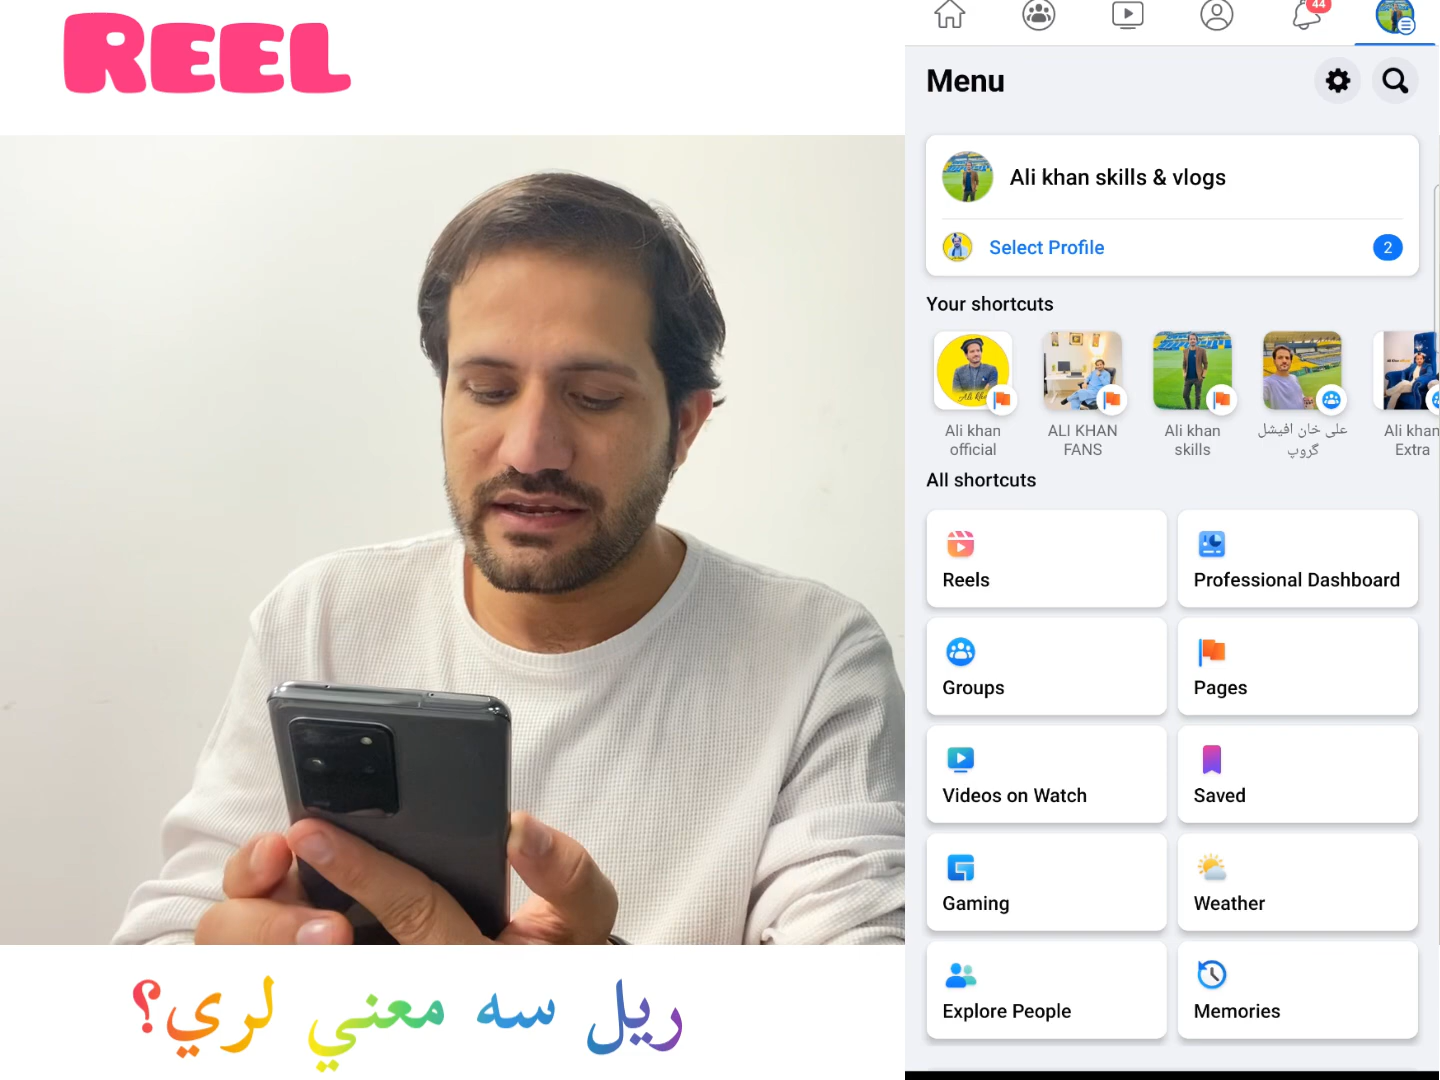 REEL
ریل سه معني لري؟
44
Menu
Ali khan skills & vlogs
Select Profile
2
Your shortcuts
Ali khan official
ALI KHAN FANS
Ali khan skills
علی خان افیشل گروپ
Ali khan Extra
All shortcuts
Reels
Professional Dashboard
Groups
Pages
Videos on Watch
Saved
Gaming
Weather
Explore People
Memories